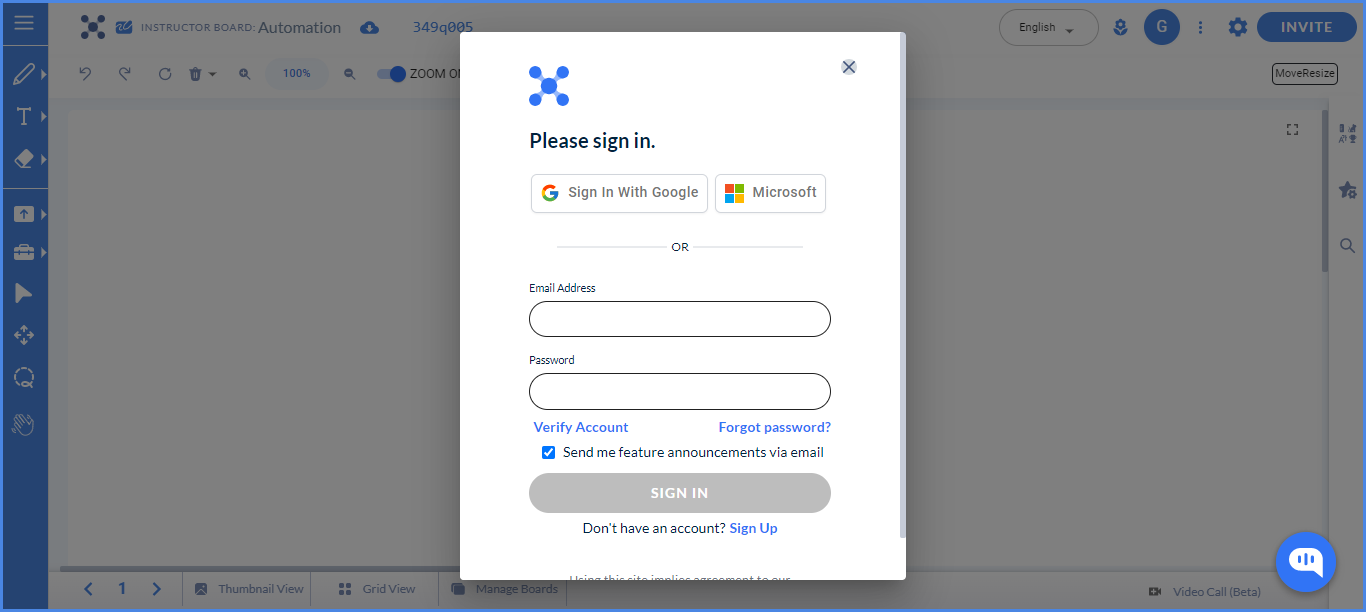 INSTRUCTOR BOARD: Automation
349q005
English
G
INVITE
100%
ZOOM ON
MoveResize
Please sign in.
Sign In With Google
Microsoft
OR
Email Address
Password
Verify Account
Forgot password?
Send me feature announcements via email
SIGN IN
Don't have an account? Sign Up
Using this site implies agreement to our
1
Thumbnail View
Grid View
Manage Boards
Video Call (Beta)